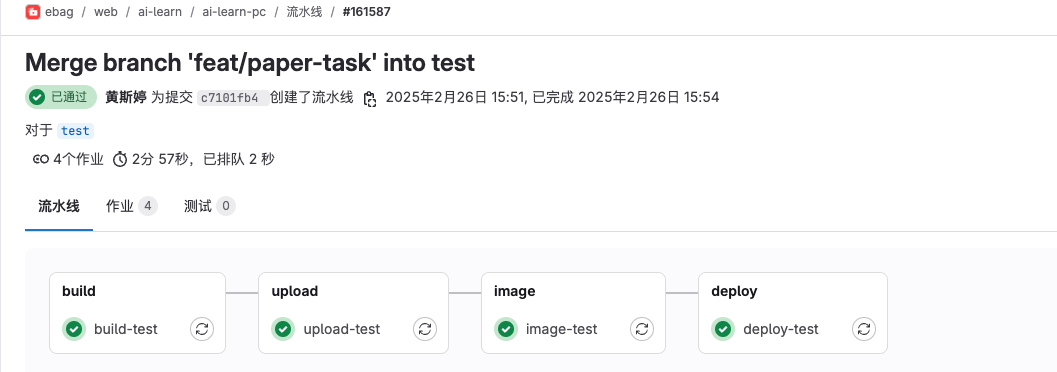 ebag / web / ai-learn / ai-learn-pc / 流水线 / #161587
Merge branch 'feat/paper-task' into test
已通过 黄斯婷 为提交 c7101fb4 创建了流水线 2025年2月26日 15:51, 已完成 2025年2月26日 15:54
对于 test
4个作业 2分 57秒，已排队 2 秒
流水线 作业 4 测试 0
build upload image deploy
build-test upload-test image-test deploy-test